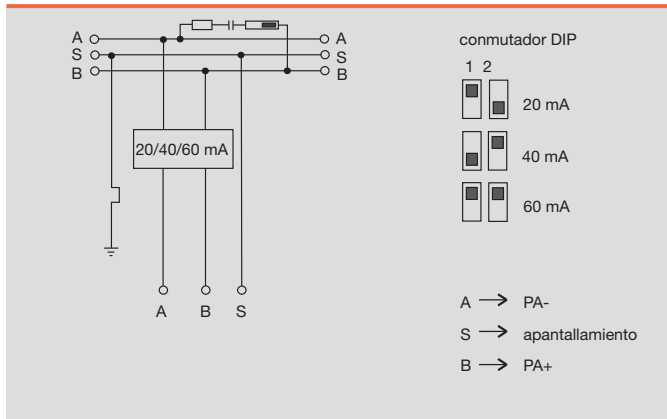 A A
S S
B B
20/40/60 mA
A B S
conmutador DIP
1 2
20 mA
40 mA
60 mA
A → PA-
S → apantallamiento
B → PA+